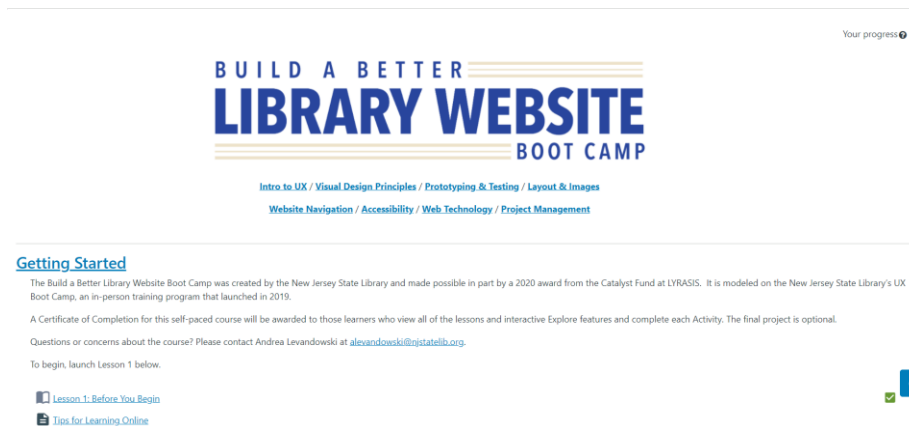 Your progress
BUILD A BETTER
LIBRARY WEBSITE
BOOT CAMP
Intro to UX / Visual Design Principles / Prototyping & Testing / Layout & Images
Website Navigation / Accessibility / Web Technology / Project Management
Getting Started
The Build a Better Library Website Boot Camp was created by the New Jersey State Library and made possible in part by a 2020 award from the Catalyst Fund at LYRASIS. It is modeled on the New Jersey State Library's UX
Boot Camp, an in-person training program that launched in 2019.
A Certificate of Completion for this self-paced course will be awarded to those learners who view all of the lessons and interactive Explore features and complete each Activity. The final project is optional.
Questions or concerns about the course? Please contact Andrea Levandowski at alevandowski@njstatelib.org.
To begin, launch Lesson 1 below.
Lesson 1: Before You Begin
Tips for Learning Online